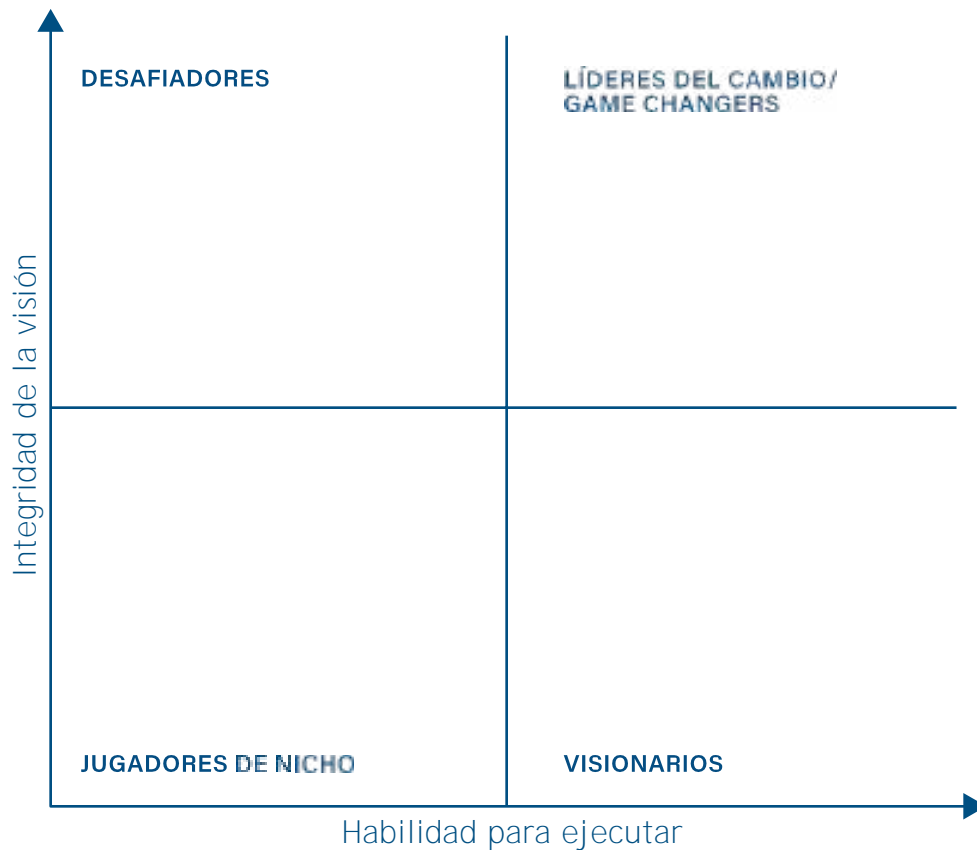 DESAFIADORES
LÍDERES DEL CAMBIO/
GAME CHANGERS
Integridad de la visión
JUGADORES DE NICHO
VISIONARIOS
Habilidad para ejecutar